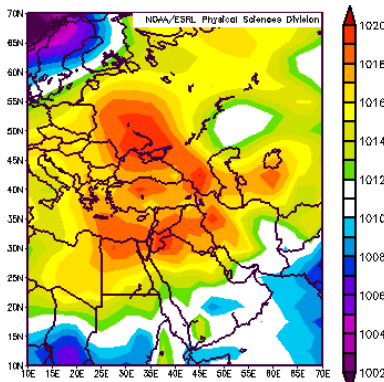 NOAA/ESRL Physical Sciences Division
70N
65N
60N
55N
50N
45N
40N
35N
30N
25N
20N
15N
10N
10E 15E 20E 25E 30E 35E 40E 45E 50E 55E 60E 65E 70E
1020
1018
1016
1014
1012
1010
1008
1006
1004
1002